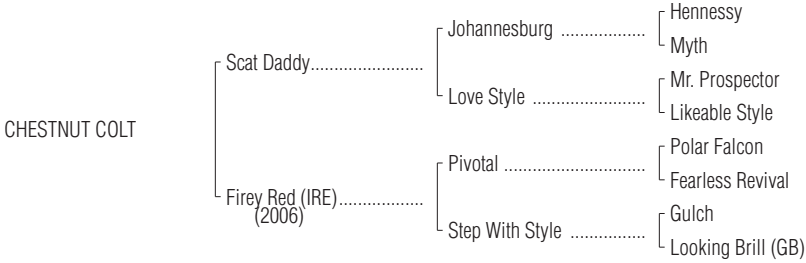 Hennessy
Johannesburg ...................
Myth
Scat Daddy.........................
Mr. Prospector
Love Style .........................
Likeable Style
CHESTNUT COLT
Polar Falcon
Pivotal ................................
Fearless Revival
Firey Red (IRE)...................
(2006)
Gulch
Step With Style .................
Looking Brill (GB)